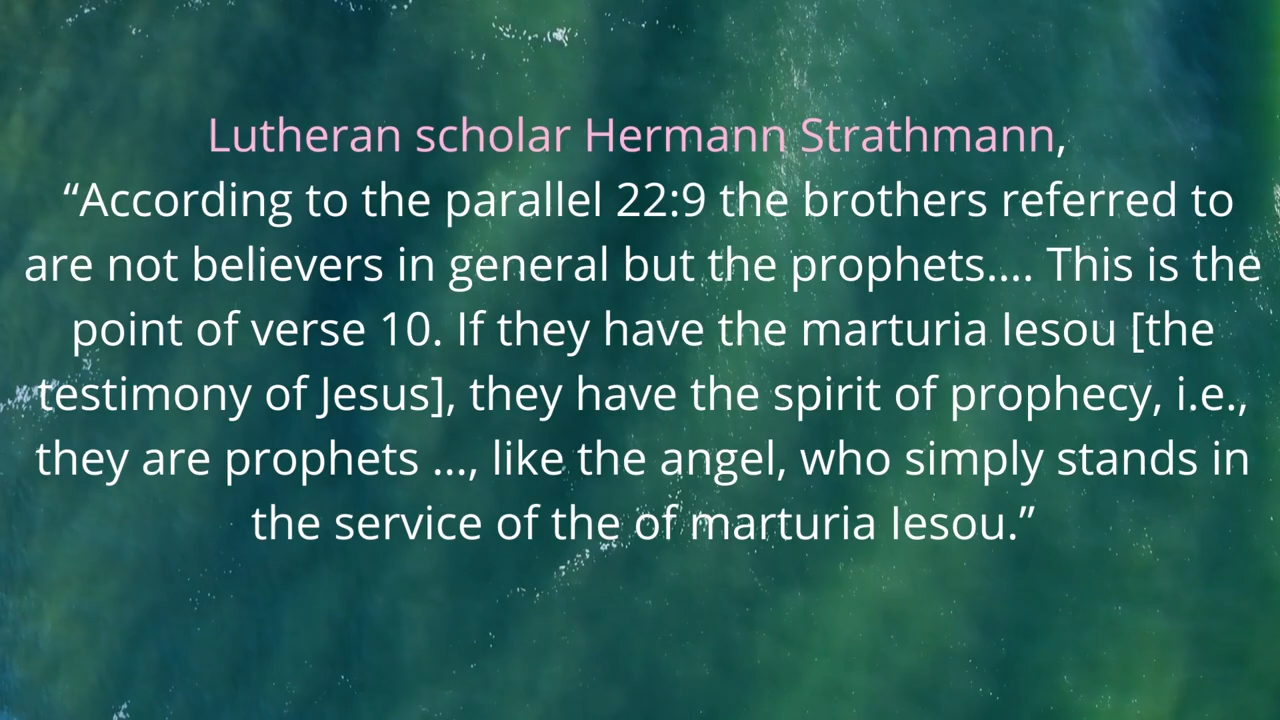 Lutheran scholar Hermann Strathmann,
“According to the parallel 22:9 the brothers referred to
are not believers in general but the prophets.... This is the
point of verse 10. If they have the marturia Iesou [the
testimony of Jesus], they have the spirit of prophecy, i.e.,
they are prophets ..., like the angel, who simply stands in
the service of the of marturia Iesou.”